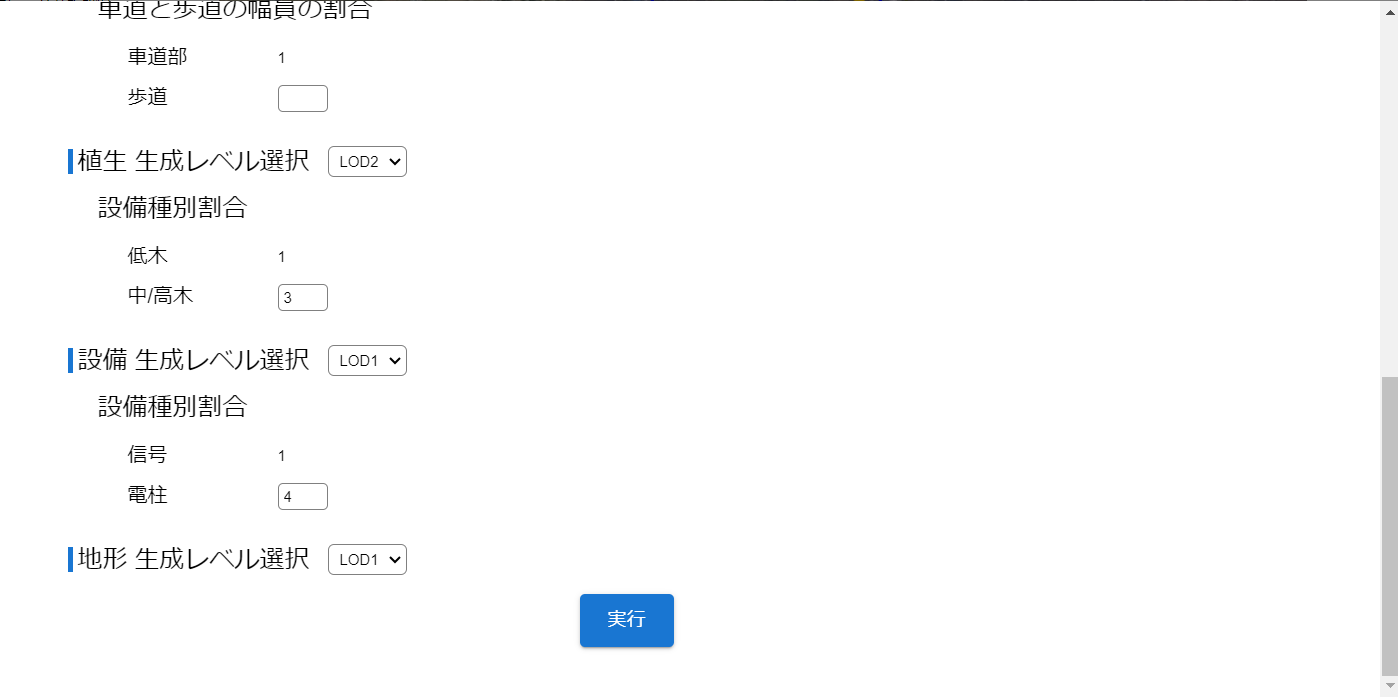 車道と歩道の幅員の割合
車道部 1
歩道
植生 生成レベル選択 LOD2
設備種別割合
低木 1
中/高木 3
設備 生成レベル選択 LOD1
設備種別割合
信号 1
電柱 4
地形 生成レベル選択 LOD1
実行